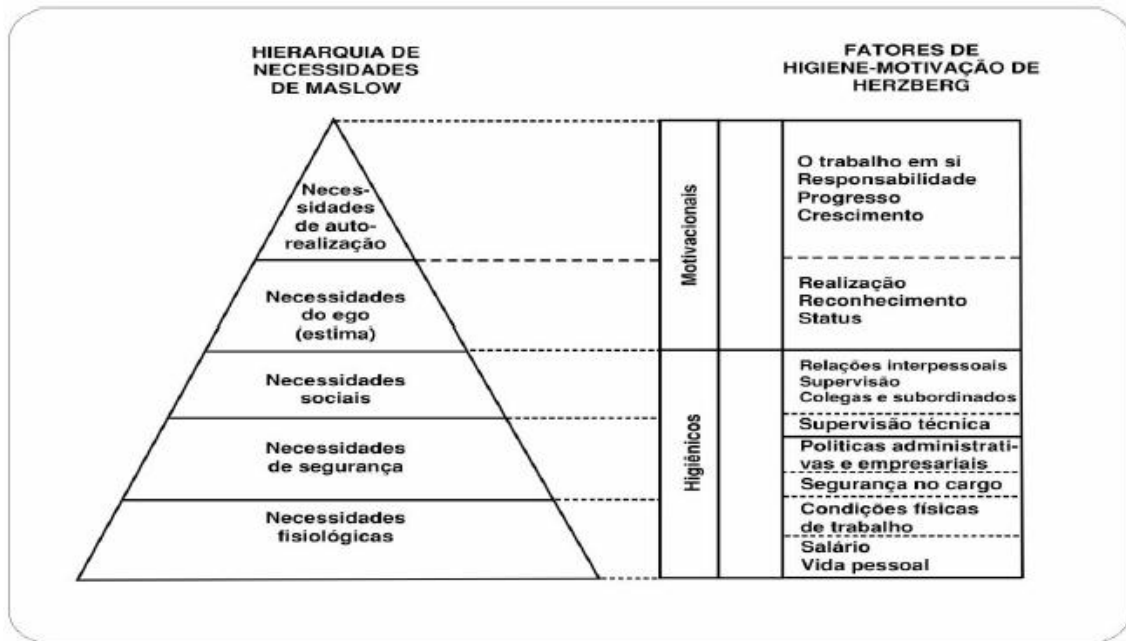 HIERARQUIA DE
NECESSIDADES
DE MASLOW
Neces-
sidades
de auto-
realização
Necessidades
do ego
(estima)
Necessidades
sociais
Necessidades
de segurança
Necessidades
fisiológicas
Motivacionais
Higiênicos
FATORES DE
HIGIENE-MOTIVAÇÃO DE
HERZBERG
O trabalho em si
Responsabilidade
Progresso
Crescimento
Realização
Reconhecimento
Status
Relações interpessoais
Supervisão
Colegas e subordinados
Supervisão técnica
Políticas administrati-
vas e empresariais
Segurança no cargo
Condições físicas
de trabalho
Salário
Vida pessoal